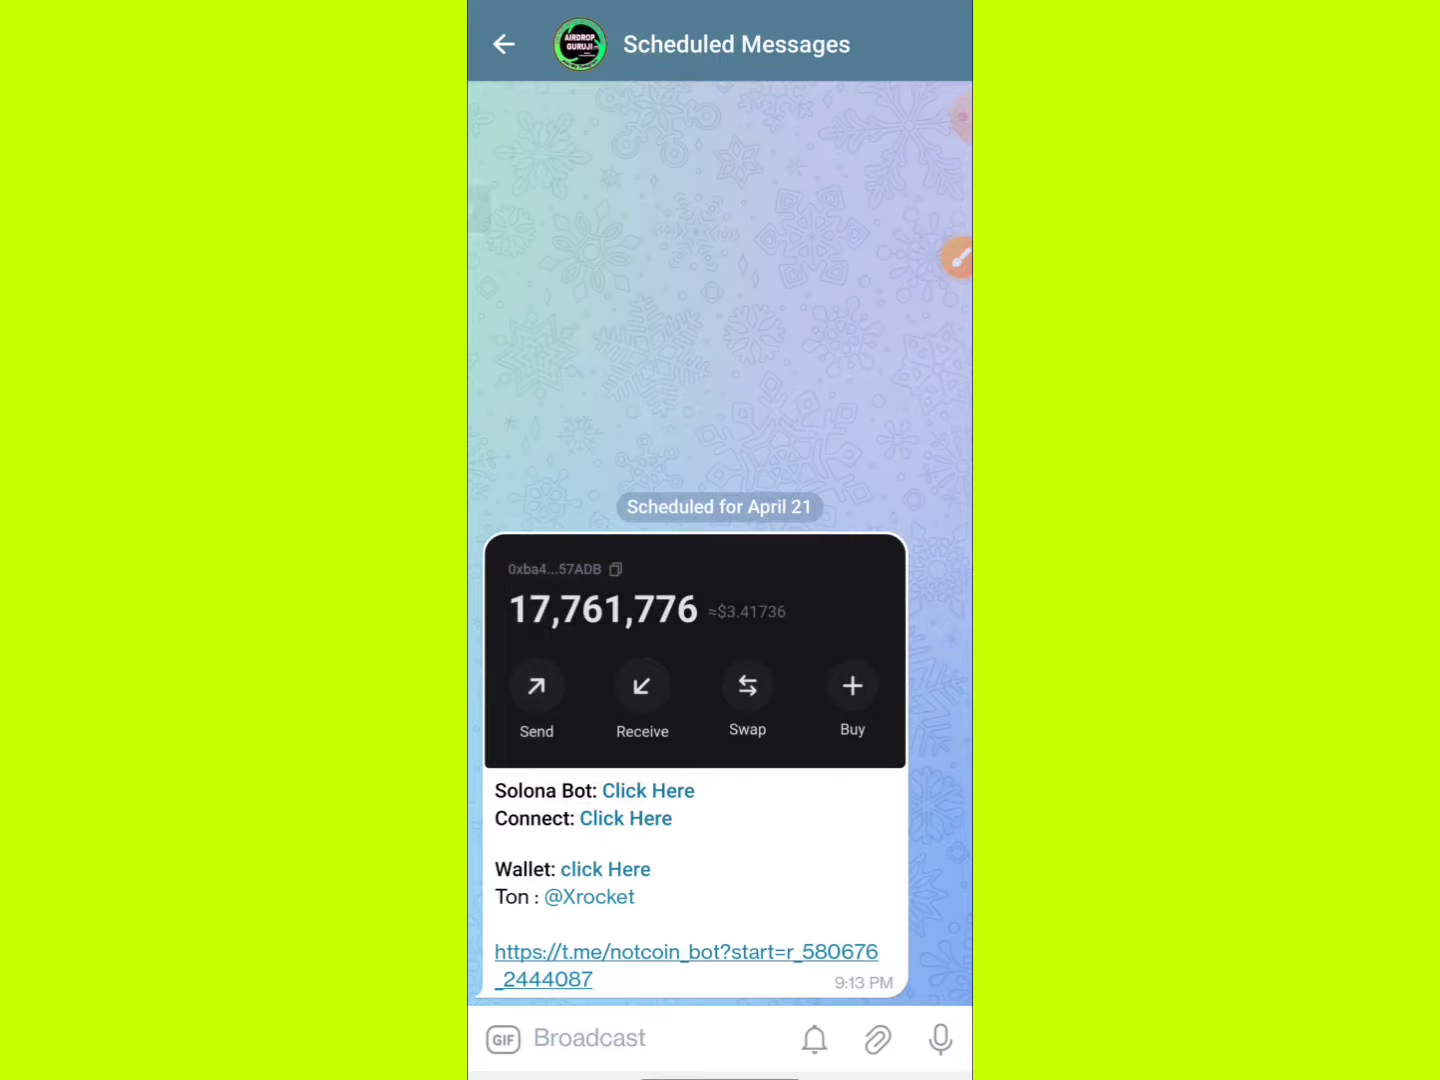 AIRDROP
GURUJI
Scheduled Messages
Scheduled for April 21
0xba4...57ADB
17,761,776 ≈$3.41736
Send Receive Swap Buy
Solona Bot: Click Here
Connect: Click Here
Wallet: click Here
Ton : @Xrocket
https://t.me/notcoin_bot?start=r_580676
_2444087
9:13 PM
GIF Broadcast